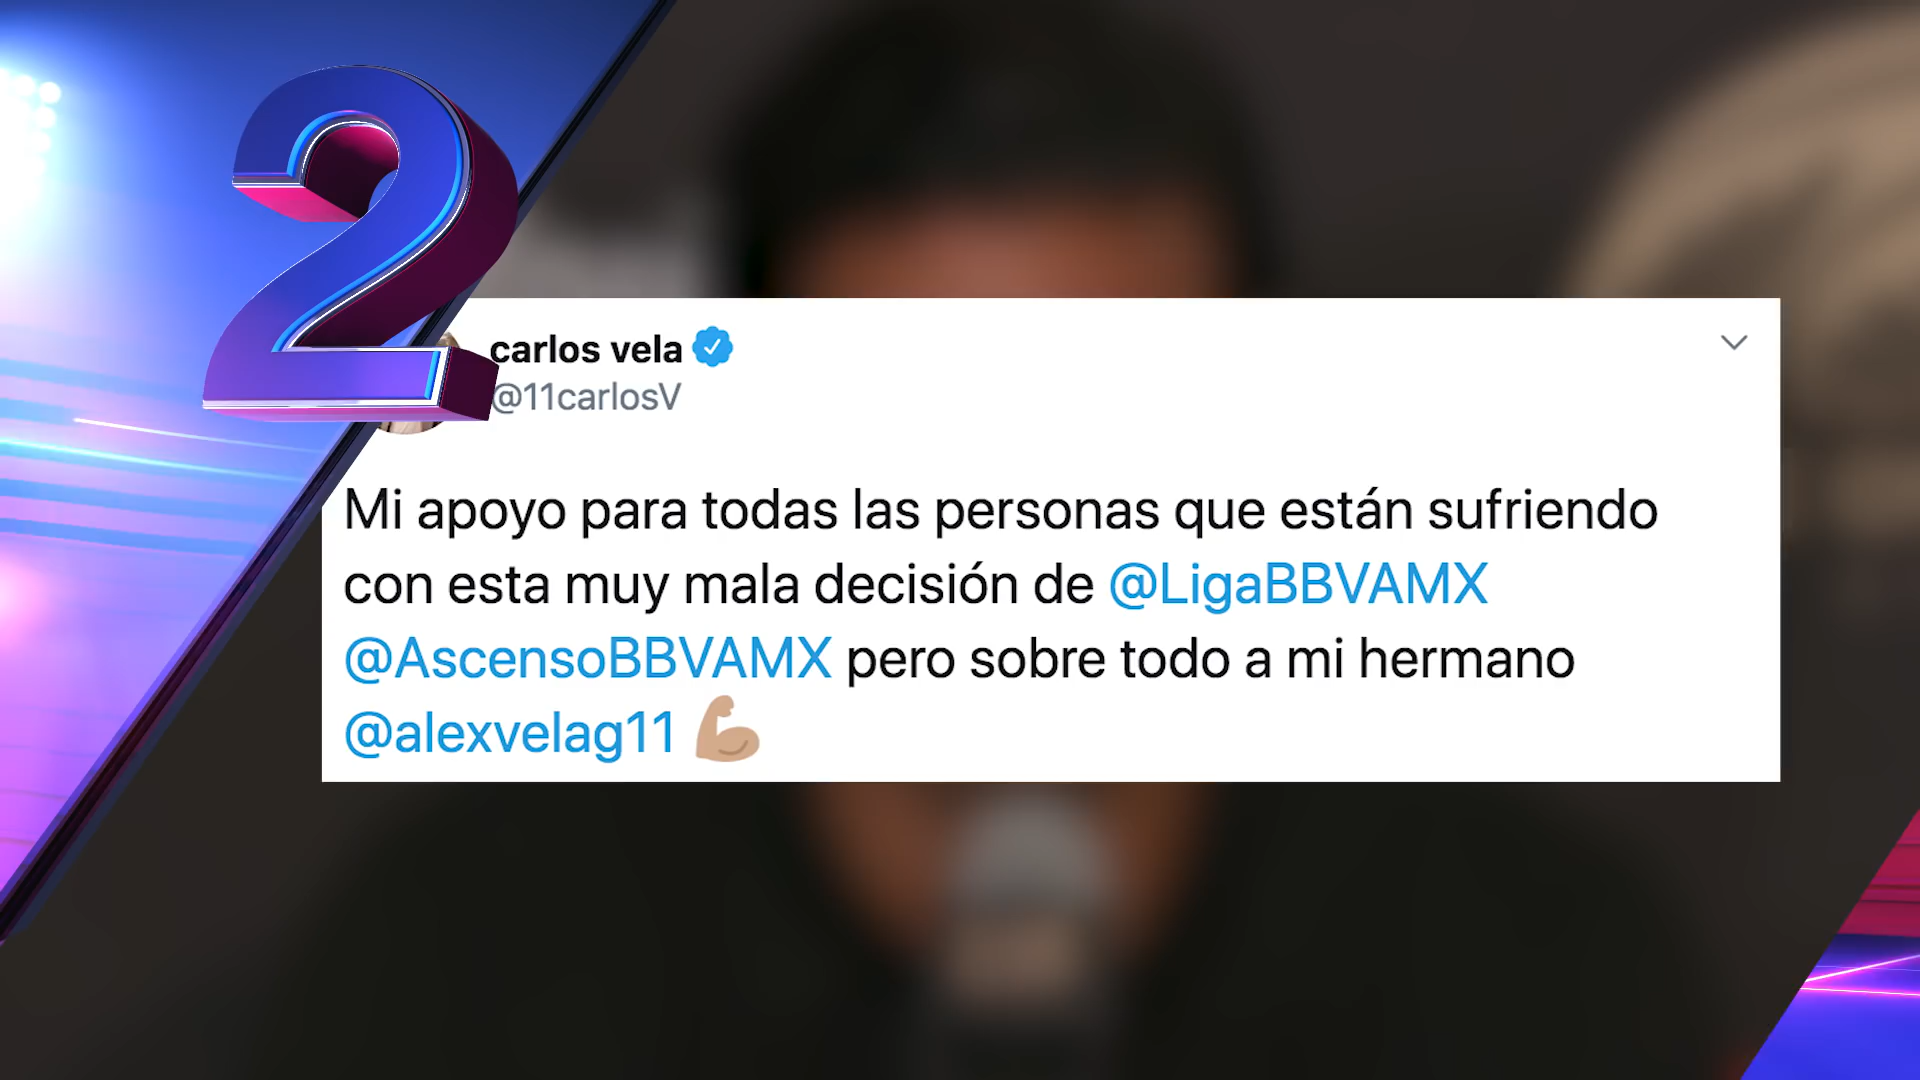 2
carlos vela
@11carlosV
Mi apoyo para todas las personas que están sufriendo
con esta muy mala decisión de @LigaBBVAMX
@AscensoBBVAMX pero sobre todo a mi hermano
@alexvelag11 💪🏼